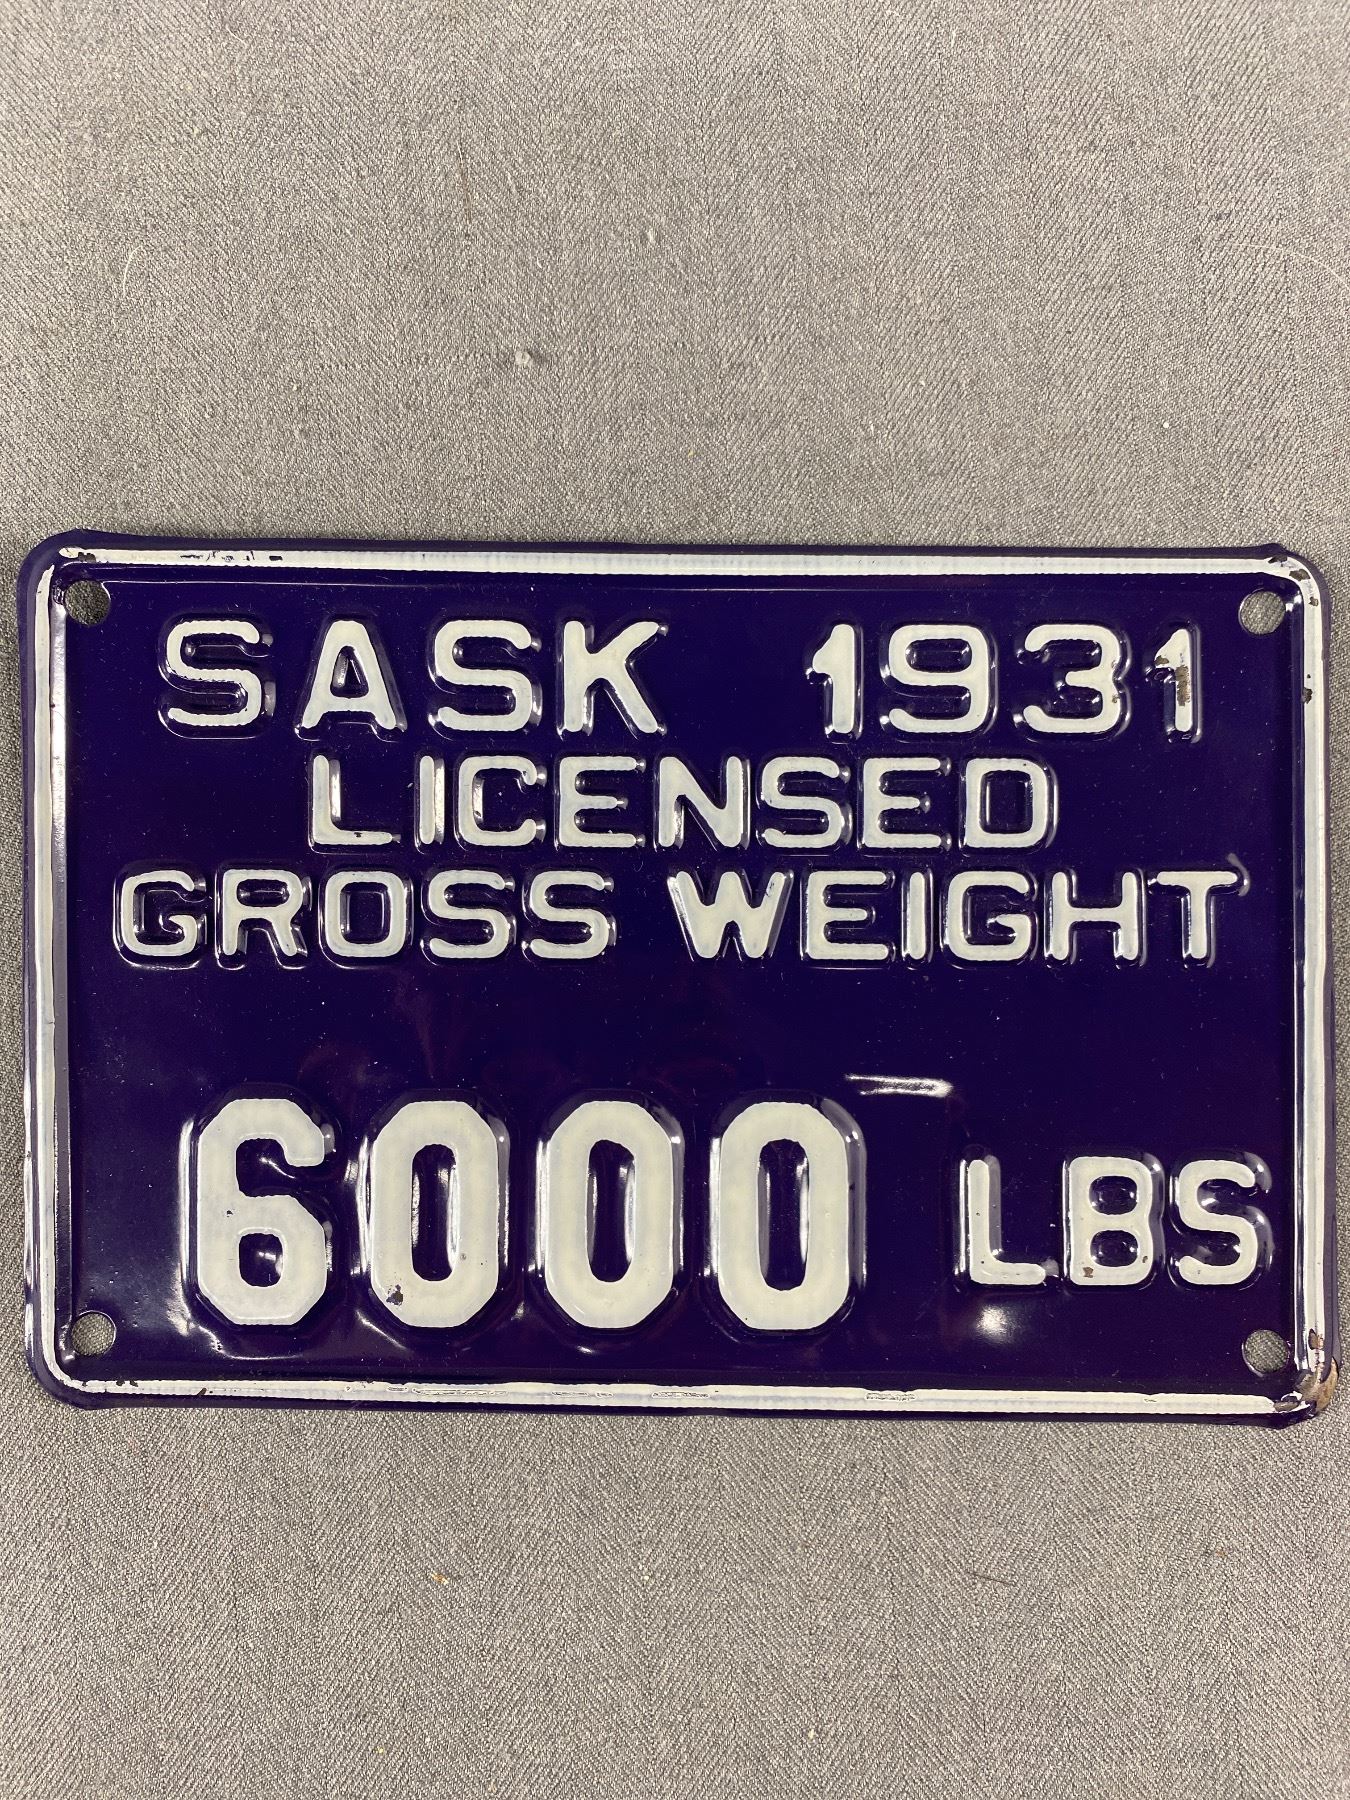 SASK 1931
LICENSED
GROSS WEIGHT
6000 LBS